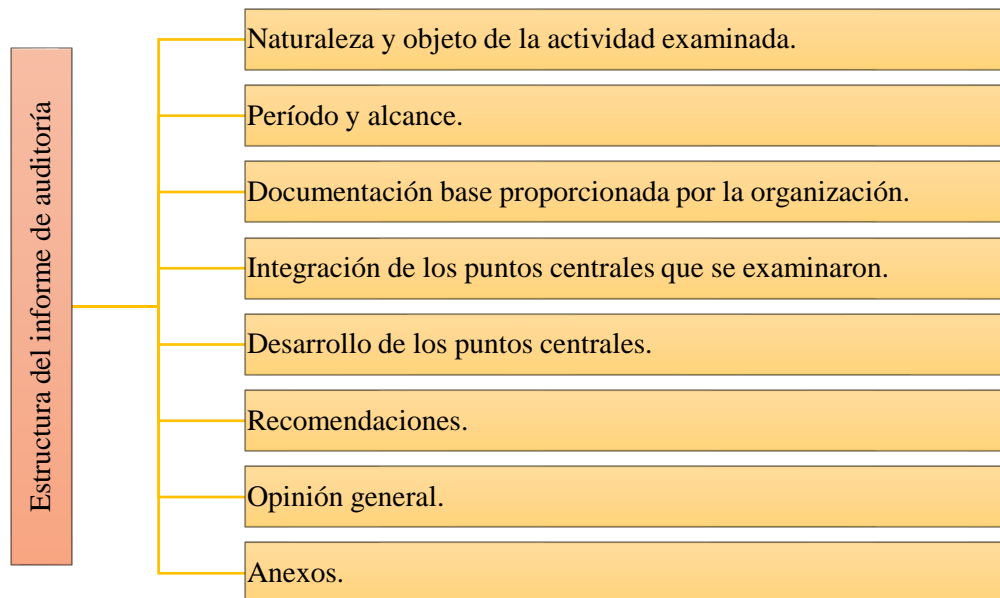 Estructura del informe de auditoría
Naturaleza y objeto de la actividad examinada.
Período y alcance.
Documentación base proporcionada por la organización.
Integración de los puntos centrales que se examinaron.
Desarrollo de los puntos centrales.
Recomendaciones.
Opinión general.
Anexos.